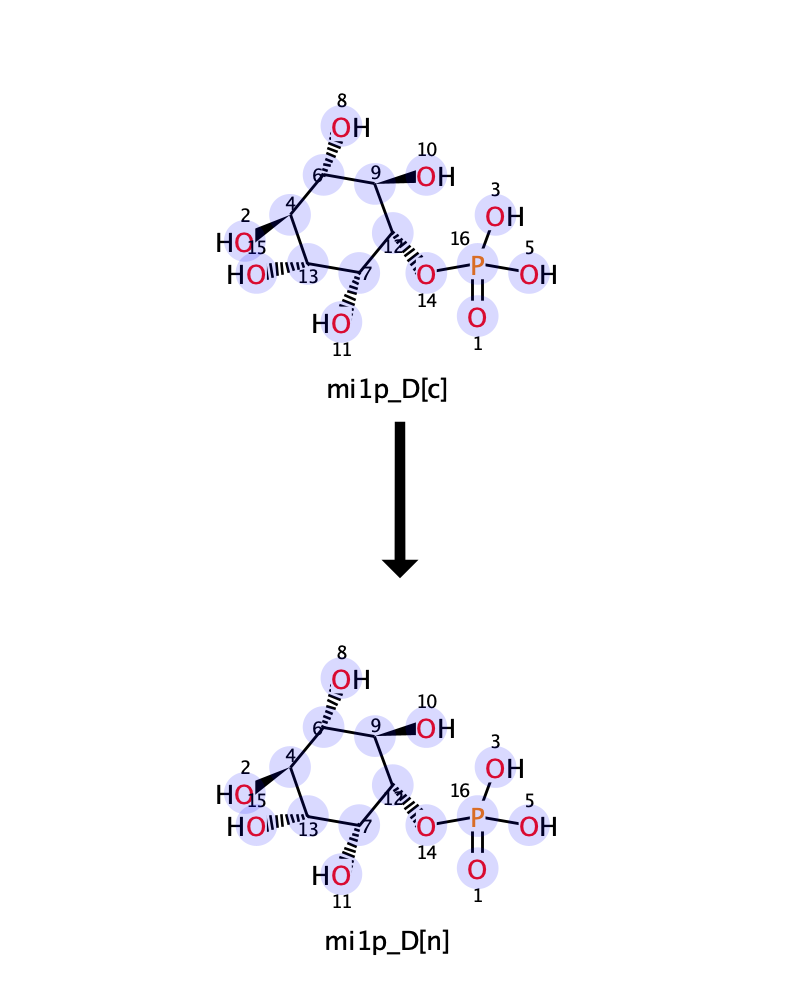 8
OH
10
6 9 OH
3
4 OH
2 16 5
HO 12 P OH
15
HO 13 7 O
14
HO O
11 1
mi1p_D[c]
8
OH
10
6 9 OH
3
4 OH
2 16 5
HO 12 P OH
15
HO 13 7 O
14
HO O
11 1
mi1p_D[n]